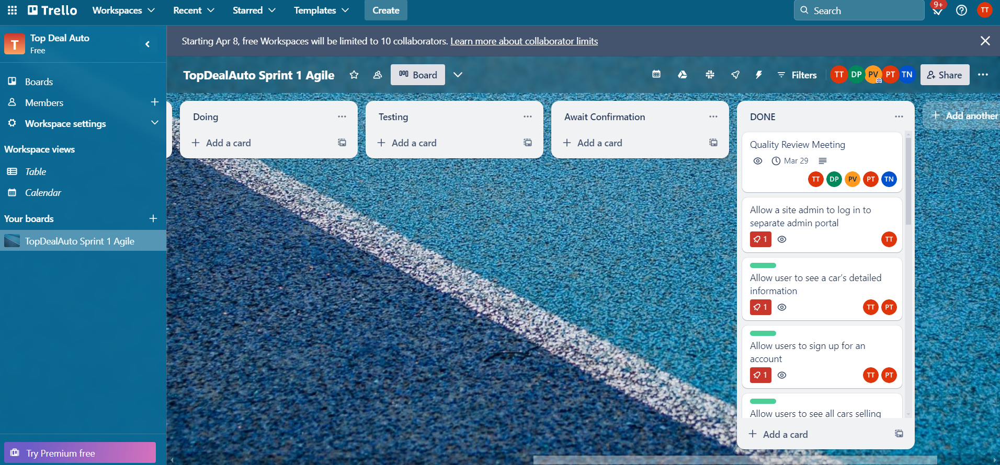 Trello
Workspaces
Recent
Starred
Templates
Create
Search
9+
TT
T
Top Deal Auto
Free
Starting Apr 8, free Workspaces will be limited to 10 collaborators. Learn more about collaborator limits
TopDealAuto Sprint 1 Agile
Board
Filters
TT
DP
PV
PT
TN
Share
Boards
Members
Workspace settings
Workspace views
Table
Calendar
Your boards
TopDealAuto Sprint 1 Agile
Try Premium free
Doing
Add a card
Testing
Add a card
Await Confirmation
Add a card
DONE
Quality Review Meeting
Mar 29
TT
DP
PV
PT
TN
Allow a site admin to log in to
separate admin portal
1
TT
Allow user to see a car’s detailed
information
1
TT
PT
Allow users to sign up for an
account
1
TT
PT
Allow users to see all cars selling
Add a card
Add another